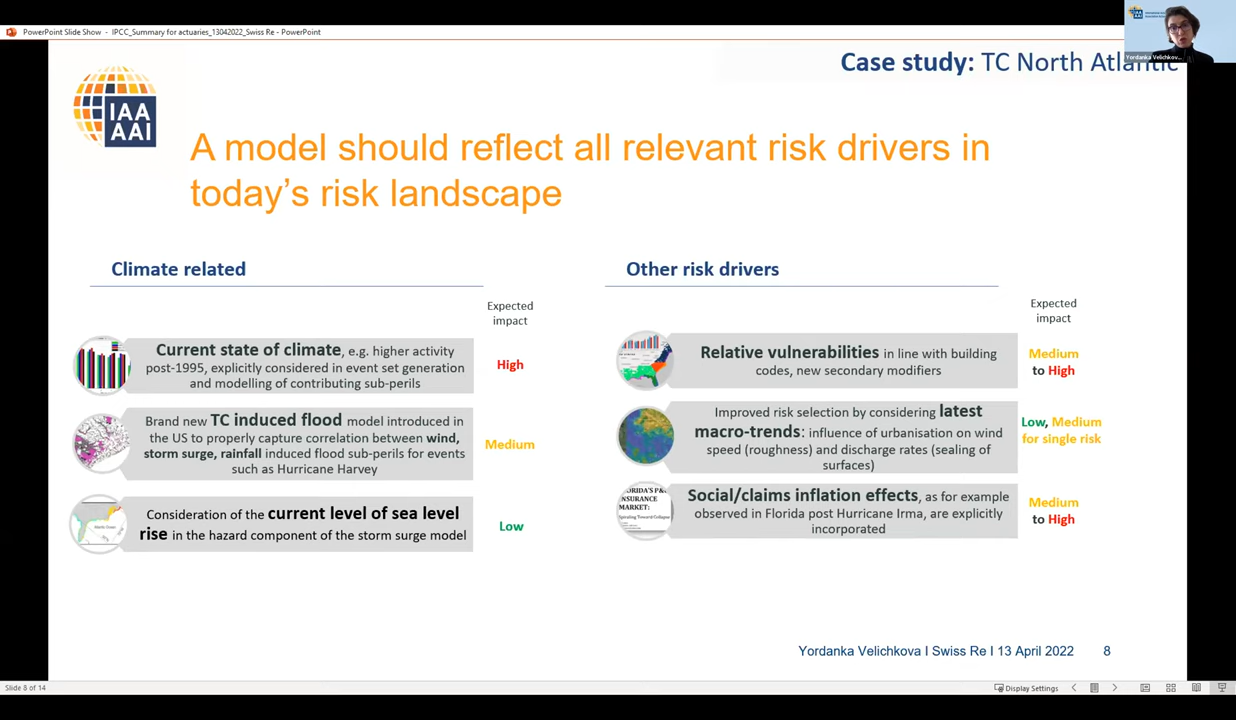 PowerPoint Slide Show - IPCC_Summary for actuaries_13042022_Swiss Re - PowerPoint
Yordanka Velichkov...
Case study: TC North Atlantic
IAA
AAI
A model should reflect all relevant risk drivers in
today's risk landscape
Climate related
Expected
impact
Current state of climate, e.g. higher activity
post-1995, explicitly considered in event set generation
and modelling of contributing sub-perils
High
Brand new TC induced flood model introduced in
the US to properly capture correlation between wind,
storm surge, rainfall induced flood sub-perils for events
such as Hurricane Harvey
Medium
Consideration of the current level of sea level
rise in the hazard component of the storm surge model
Low
Other risk drivers
Expected
impact
Relative vulnerabilities in line with building
codes, new secondary modifiers
Medium
to High
Improved risk selection by considering latest
macro-trends: influence of urbanisation on wind
speed (roughness) and discharge rates (sealing of
surfaces)
Low, Medium
for single risk
ORIDA'S P&
INSURANCE
MARKET:
Spiraling Toward Collapse
Social/claims inflation effects, as for example
observed in Florida post Hurricane Irma, are explicitly
incorporated
Medium
to High
Yordanka Velichkova I Swiss Re I 13 April 2022 8
Slide 8 of 14
Display Settings